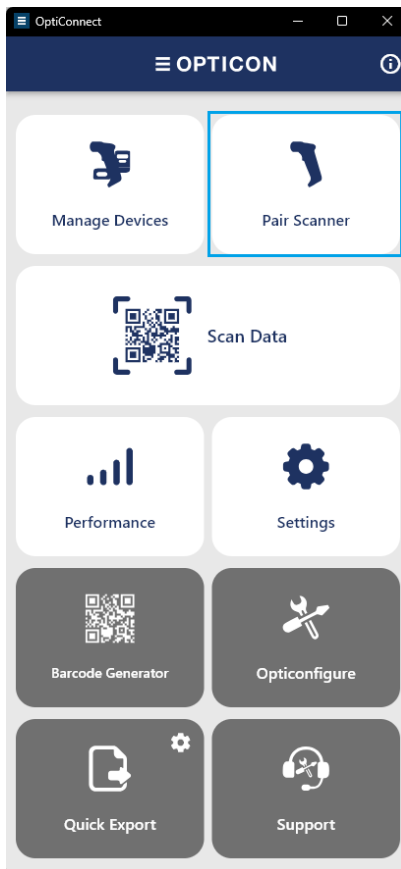 OptiConnect
OPTICON
Manage Devices
Pair Scanner
Scan Data
Performance
Settings
Barcode Generator
Opticonfigure
Quick Export
Support